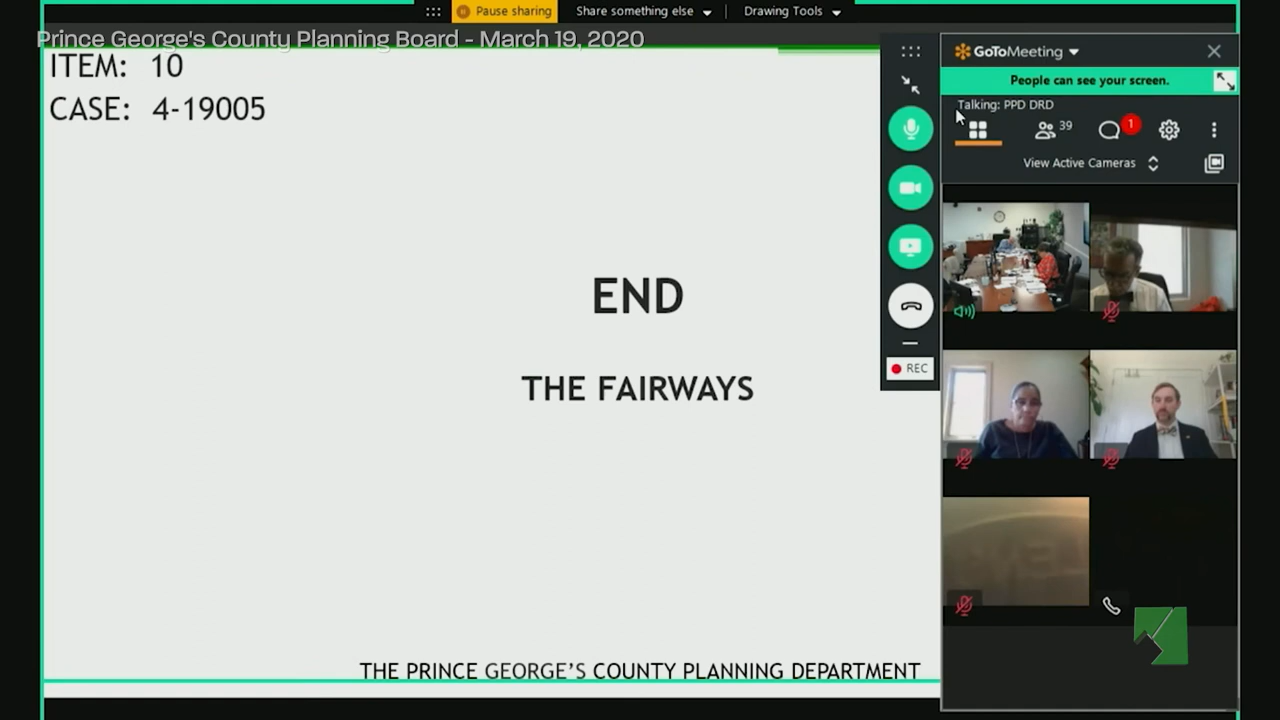 Pause sharing
Share something else
Drawing Tools
Prince George's County Planning Board - March 19, 2020
ITEM: 10
CASE: 4-19005
END
THE FAIRWAYS
THE PRINCE GEORGE’S COUNTY PLANNING DEPARTMENT
GoToMeeting
People can see your screen.
Talking: PPD DRD
39
1
View Active Cameras
REC